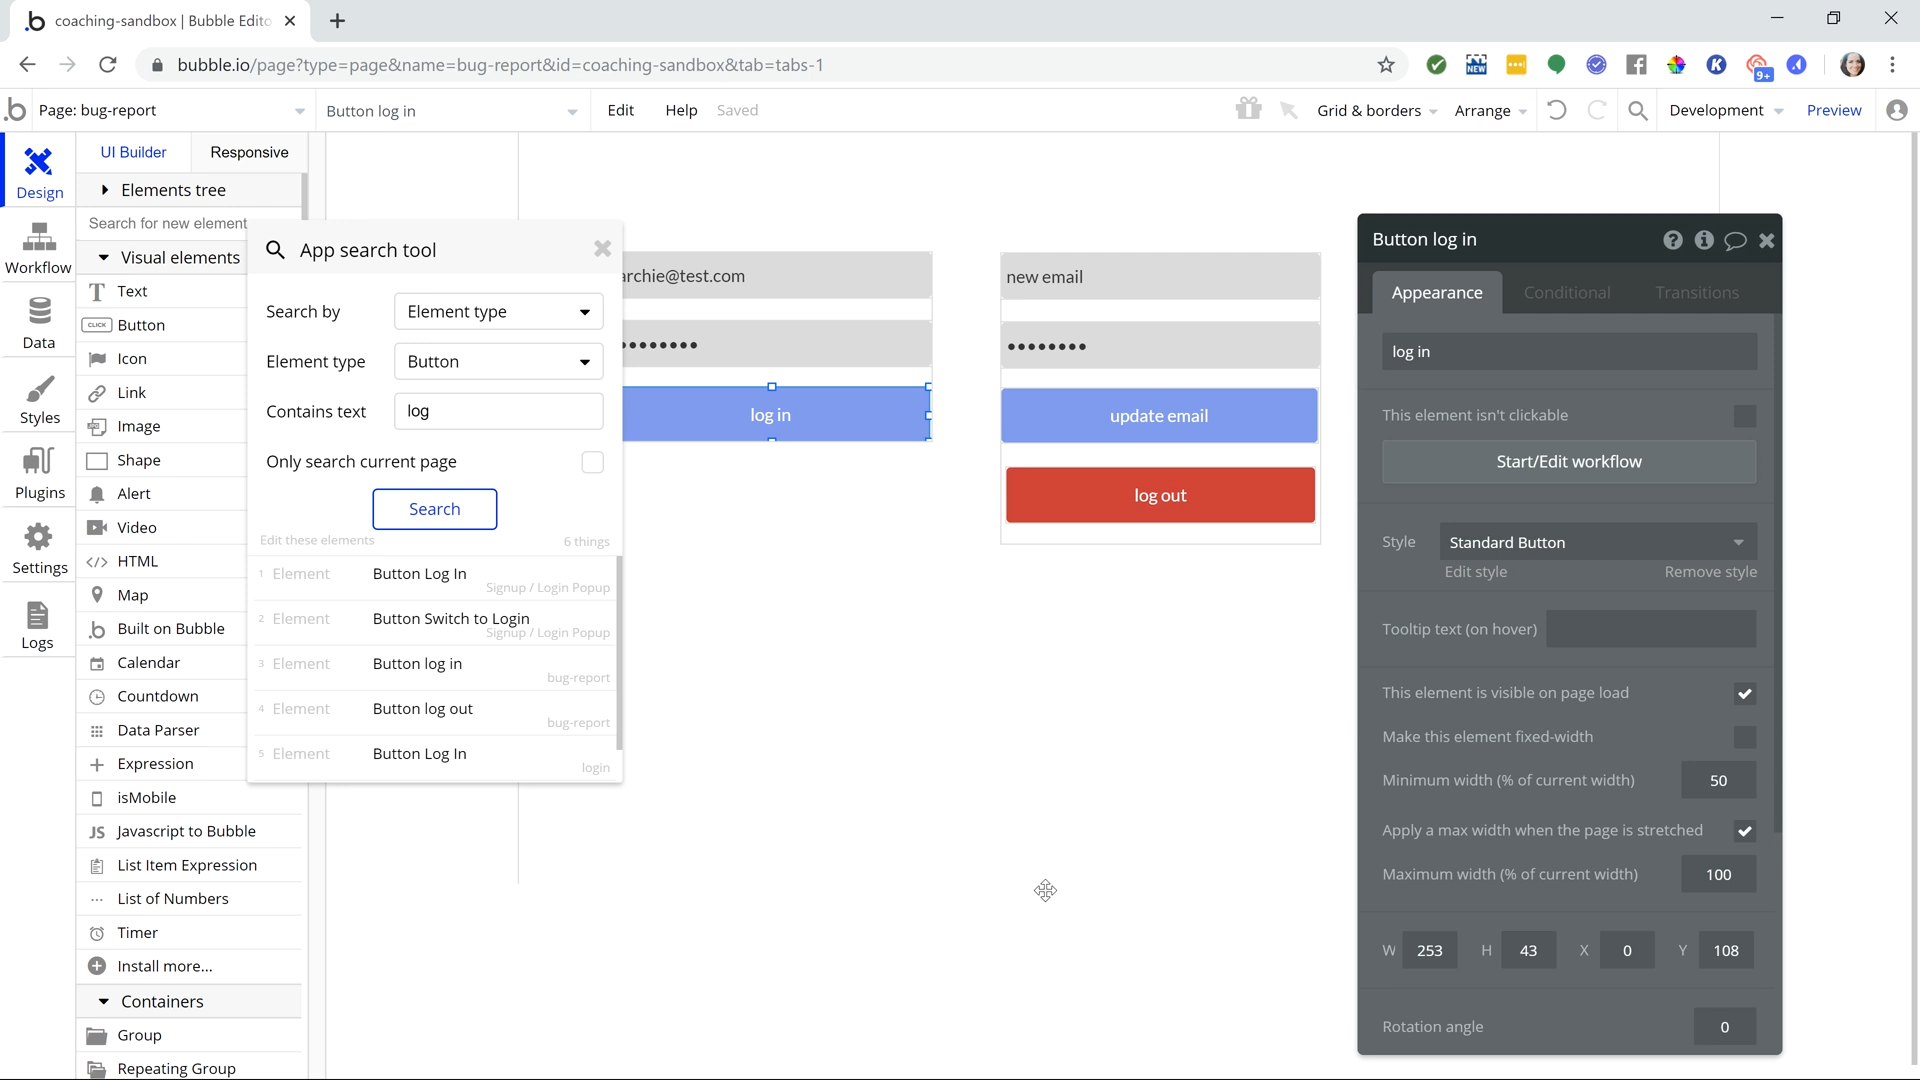 coaching-sandbox | Bubble Edito
bubble.io/page?type=page&name=bug-report&id=coaching-sandbox&tab=tabs-1
NEW
9+
Page: bug-report
Button log in
Edit
Help
Saved
Grid & borders
Arrange
Development
Preview
Design
Workflow
Data
Styles
Plugins
Settings
Logs
UI Builder
Responsive
Elements tree
Search for new element
Visual elements
Text
CLICK Button
Icon
Link
Image
Shape
Alert
Video
HTML
Map
Built on Bubble
Calendar
Countdown
Data Parser
Expression
isMobile
JS Javascript to Bubble
List Item Expression
List of Numbers
Timer
Install more...
Containers
Group
Repeating Group
App search tool
Search by
Element type
Element type
Button
Contains text
log
Only search current page
Search
Edit these elements
6 things
1 Element Button Log In
Signup / Login Popup
2 Element Button Switch to Login
Signup / Login Popup
3 Element Button log in
bug-report
4 Element Button log out
bug-report
5 Element Button Log In
login
archie@test.com
log in
new email
update email
log out
Button log in
Appearance
Conditional
Transitions
log in
This element isn't clickable
Start/Edit workflow
Style
Standard Button
Edit style
Remove style
Tooltip text (on hover)
This element is visible on page load
Make this element fixed-width
Minimum width (% of current width)
50
Apply a max width when the page is stretched
Maximum width (% of current width)
100
W 253 H 43 X 0 Y 108
Rotation angle
0